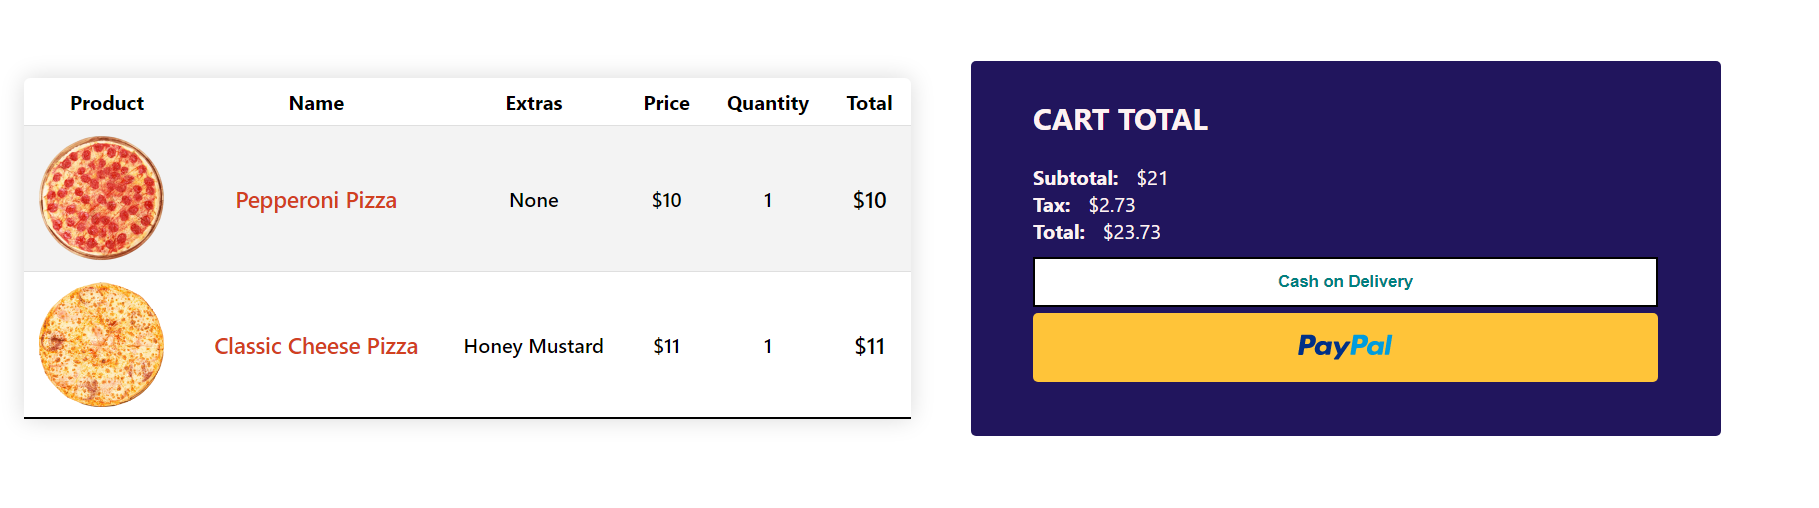 Product Name Extras Price Quantity Total
Pepperoni Pizza None $10 1 $10
Classic Cheese Pizza Honey Mustard $11 1 $11
CART TOTAL
Subtotal: $21
Tax: $2.73
Total: $23.73
Cash on Delivery
PayPal